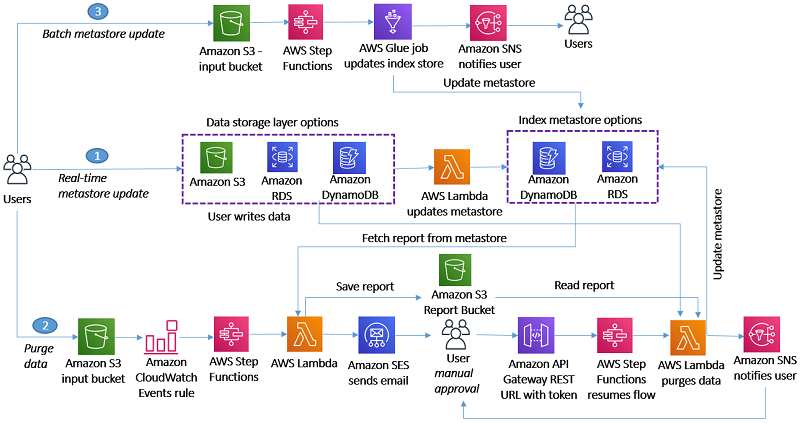 3
Batch metastore update
Amazon S3 -
input bucket
AWS Step
Functions
AWS Glue job
updates index store
Amazon SNS
notifies user
Users
Update metastore
Data storage layer options
Index metastore options
1
Real-time
metastore update
Users
Amazon S3
Amazon
RDS
Amazon
DynamoDB
User writes data
AWS Lambda
updates metastore
Amazon
DynamoDB
Amazon
RDS
Fetch report from metastore
Update metastore
Save report
Amazon S3
Report Bucket
Read report
2
Purge
data
Amazon S3
input bucket
Amazon
CloudWatch
Events rule
AWS Step
Functions
AWS Lambda
Amazon SES
sends email
User
manual
approval
Amazon API
Gateway REST
URL with token
AWS Step
Functions
resumes flow
AWS Lambda
purges data
Amazon SNS
notifies user